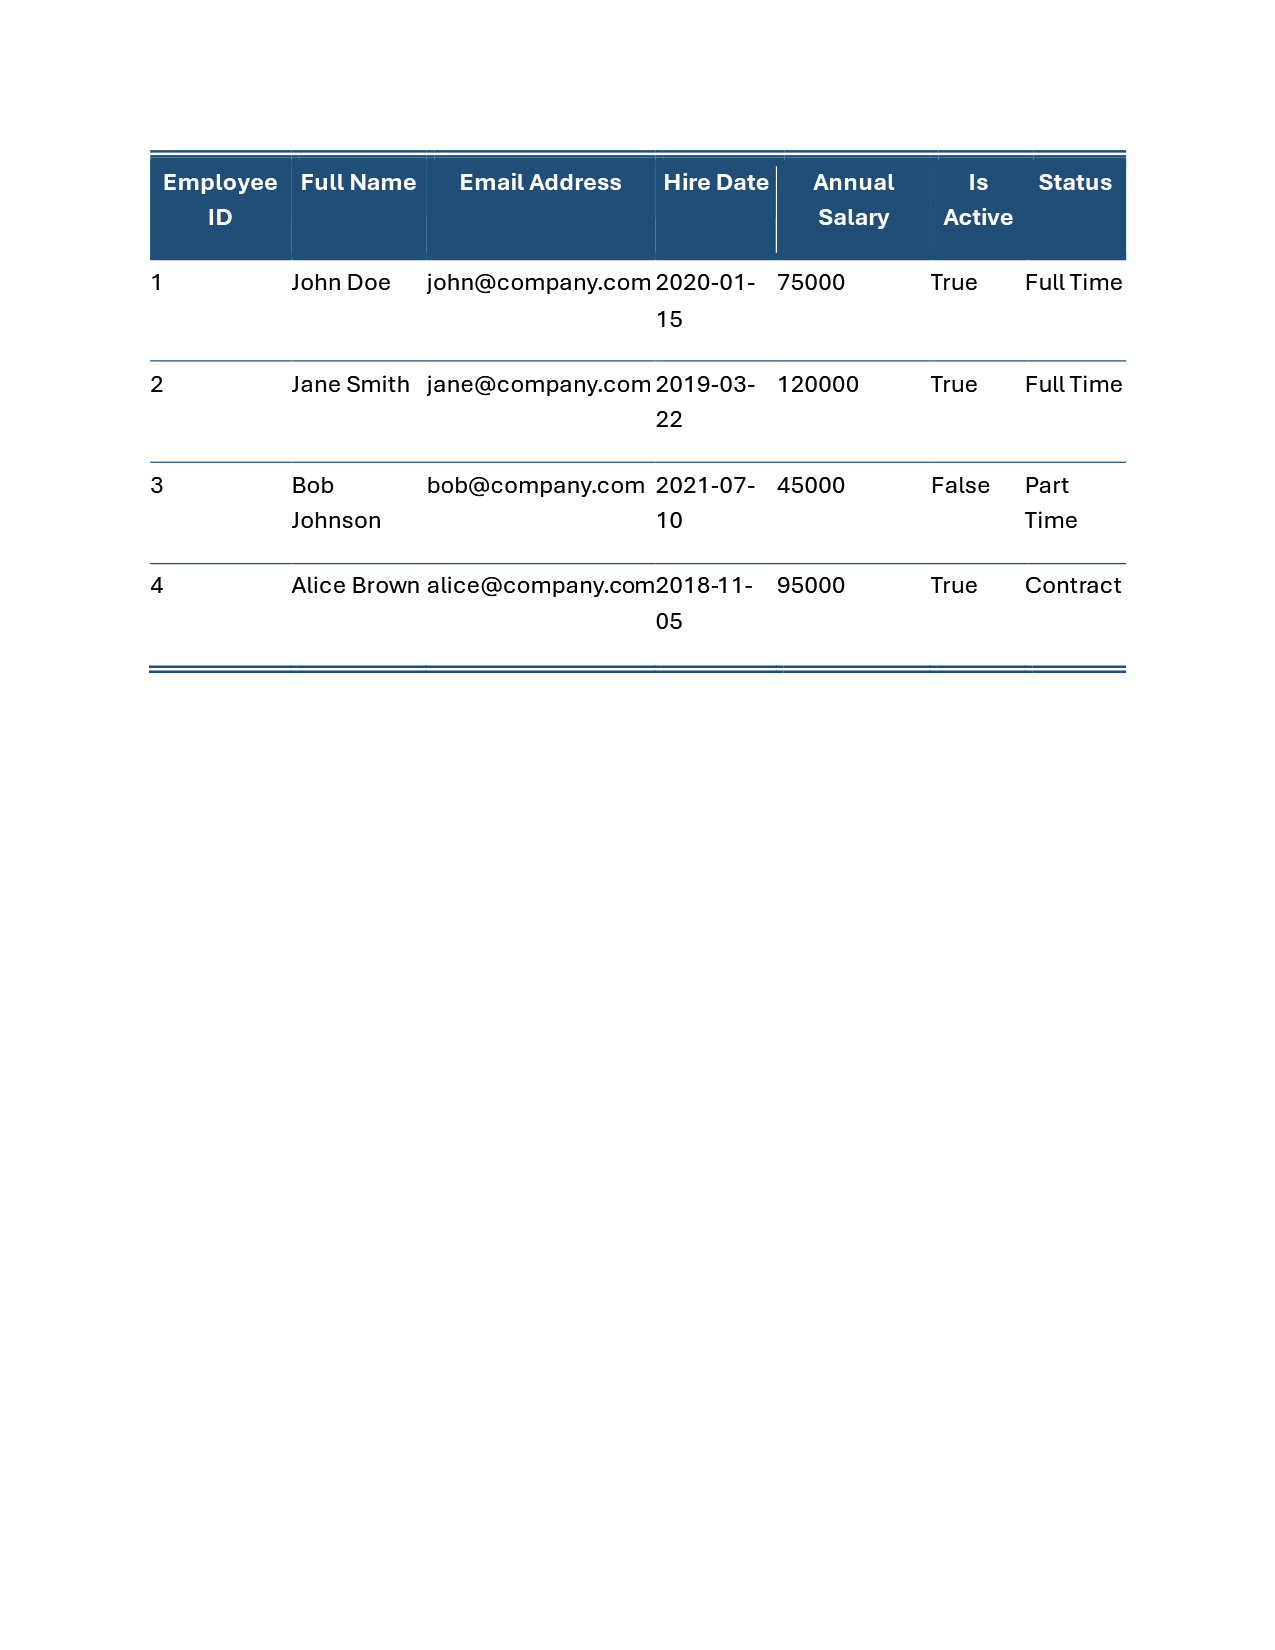 Employee Full Name Email Address Hire Date Annual Is Status
ID Salary Active
1 John Doe john@company.com 2020-01- 75000 True Full Time
15
2 Jane Smith jane@company.com 2019-03- 120000 True Full Time
22
3 Bob bob@company.com 2021-07- 45000 False Part
Johnson 10 Time
4 Alice Brown alice@company.com 2018-11- 95000 True Contract
05